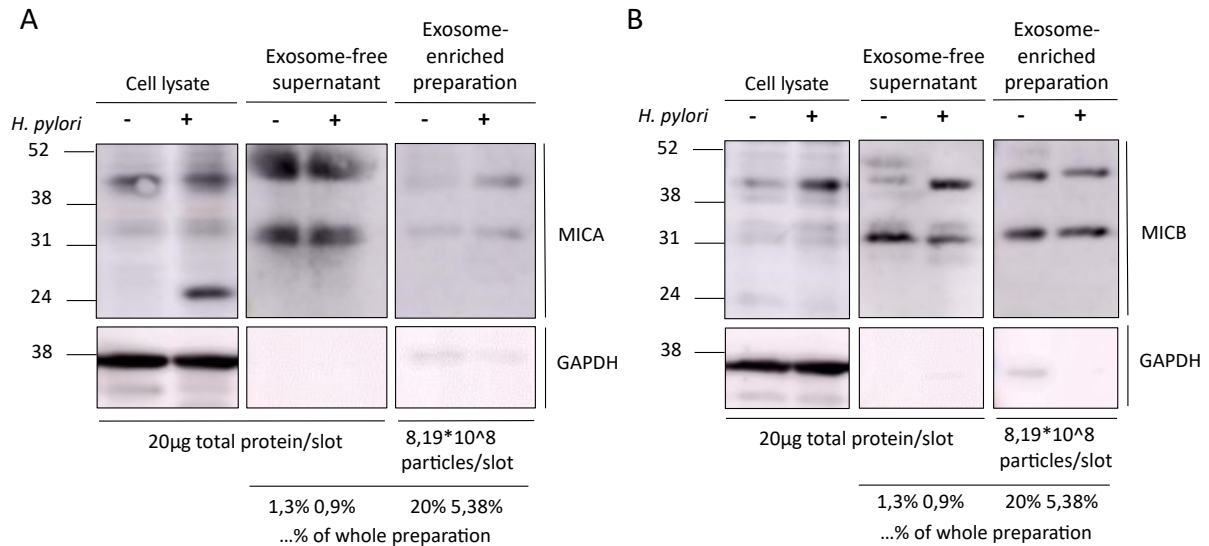 A
Cell lysate
Exosome-free
supernatant
Exosome-
enriched
preparation
H. pylori - + - + - +
52
38
31
24
MICA
38
GAPDH
20µg total protein/slot
8,19*10^8
particles/slot
1,3% 0,9% 20% 5,38%
...% of whole preparation
B
Cell lysate
Exosome-free
supernatant
Exosome-
enriched
preparation
H. pylori - + - + - +
52
38
31
24
MICB
38
GAPDH
20µg total protein/slot
8,19*10^8
particles/slot
1,3% 0,9% 20% 5,38%
...% of whole preparation